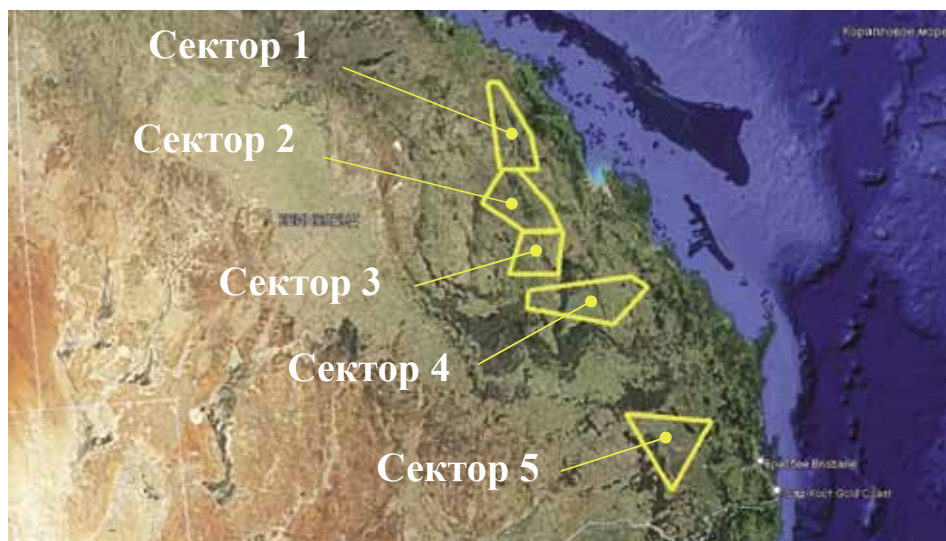 Сектор 1
Коралловое море
Сектор 2
Сектор 3
Сектор 4
Сектор 5
Брисбен Brisbane
Gold Coast